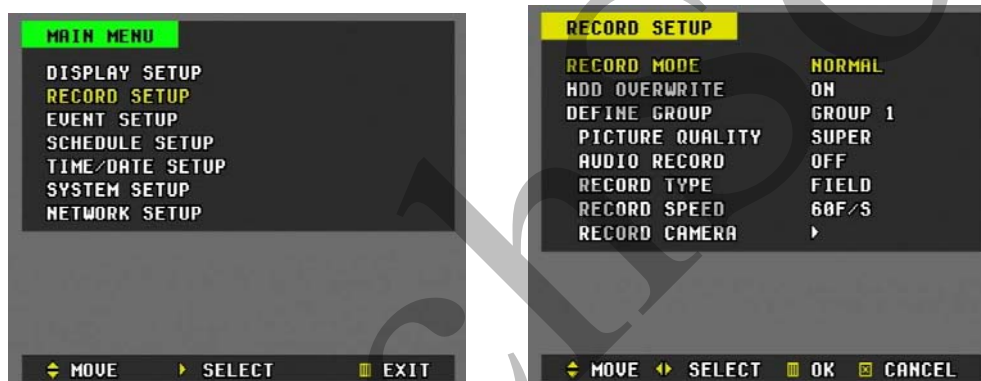 MAIN MENU
DISPLAY SETUP
RECORD SETUP
EVENT SETUP
SCHEDULE SETUP
TIME/DATE SETUP
SYSTEM SETUP
NETWORK SETUP
MOVE SELECT EXIT
RECORD SETUP
RECORD MODE NORMAL
HDD OVERWRITE ON
DEFINE GROUP GROUP 1
PICTURE QUALITY SUPER
AUDIO RECORD OFF
RECORD TYPE FIELD
RECORD SPEED 60F/S
RECORD CAMERA
MOVE SELECT OK CANCEL